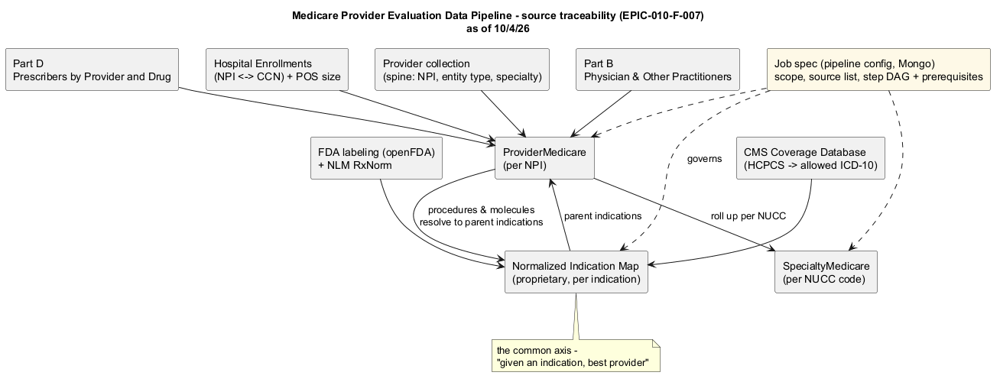 Medicare Provider Evaluation Data Pipeline - source traceability (EPIC-010-F-007)
as of 10/4/26
Part D
Prescribers by Provider and Drug
Hospital Enrollments
(NPI <-> CCN) + POS size
Provider collection
(spine: NPI, entity type, specialty)
Part B
Physician & Other Practitioners
Job spec (pipeline config, Mongo)
scope, source list, step DAG + prerequisites
FDA labeling (openFDA)
+ NLM RxNorm
ProviderMedicare
(per NPI)
governs
CMS Coverage Database
(HCPCS -> allowed ICD-10)
procedures & molecules
resolve to parent indications
parent indications
roll up per NUCC
Normalized Indication Map
(proprietary, per indication)
SpecialtyMedicare
(per NUCC code)
the common axis -
"given an indication, best provider"